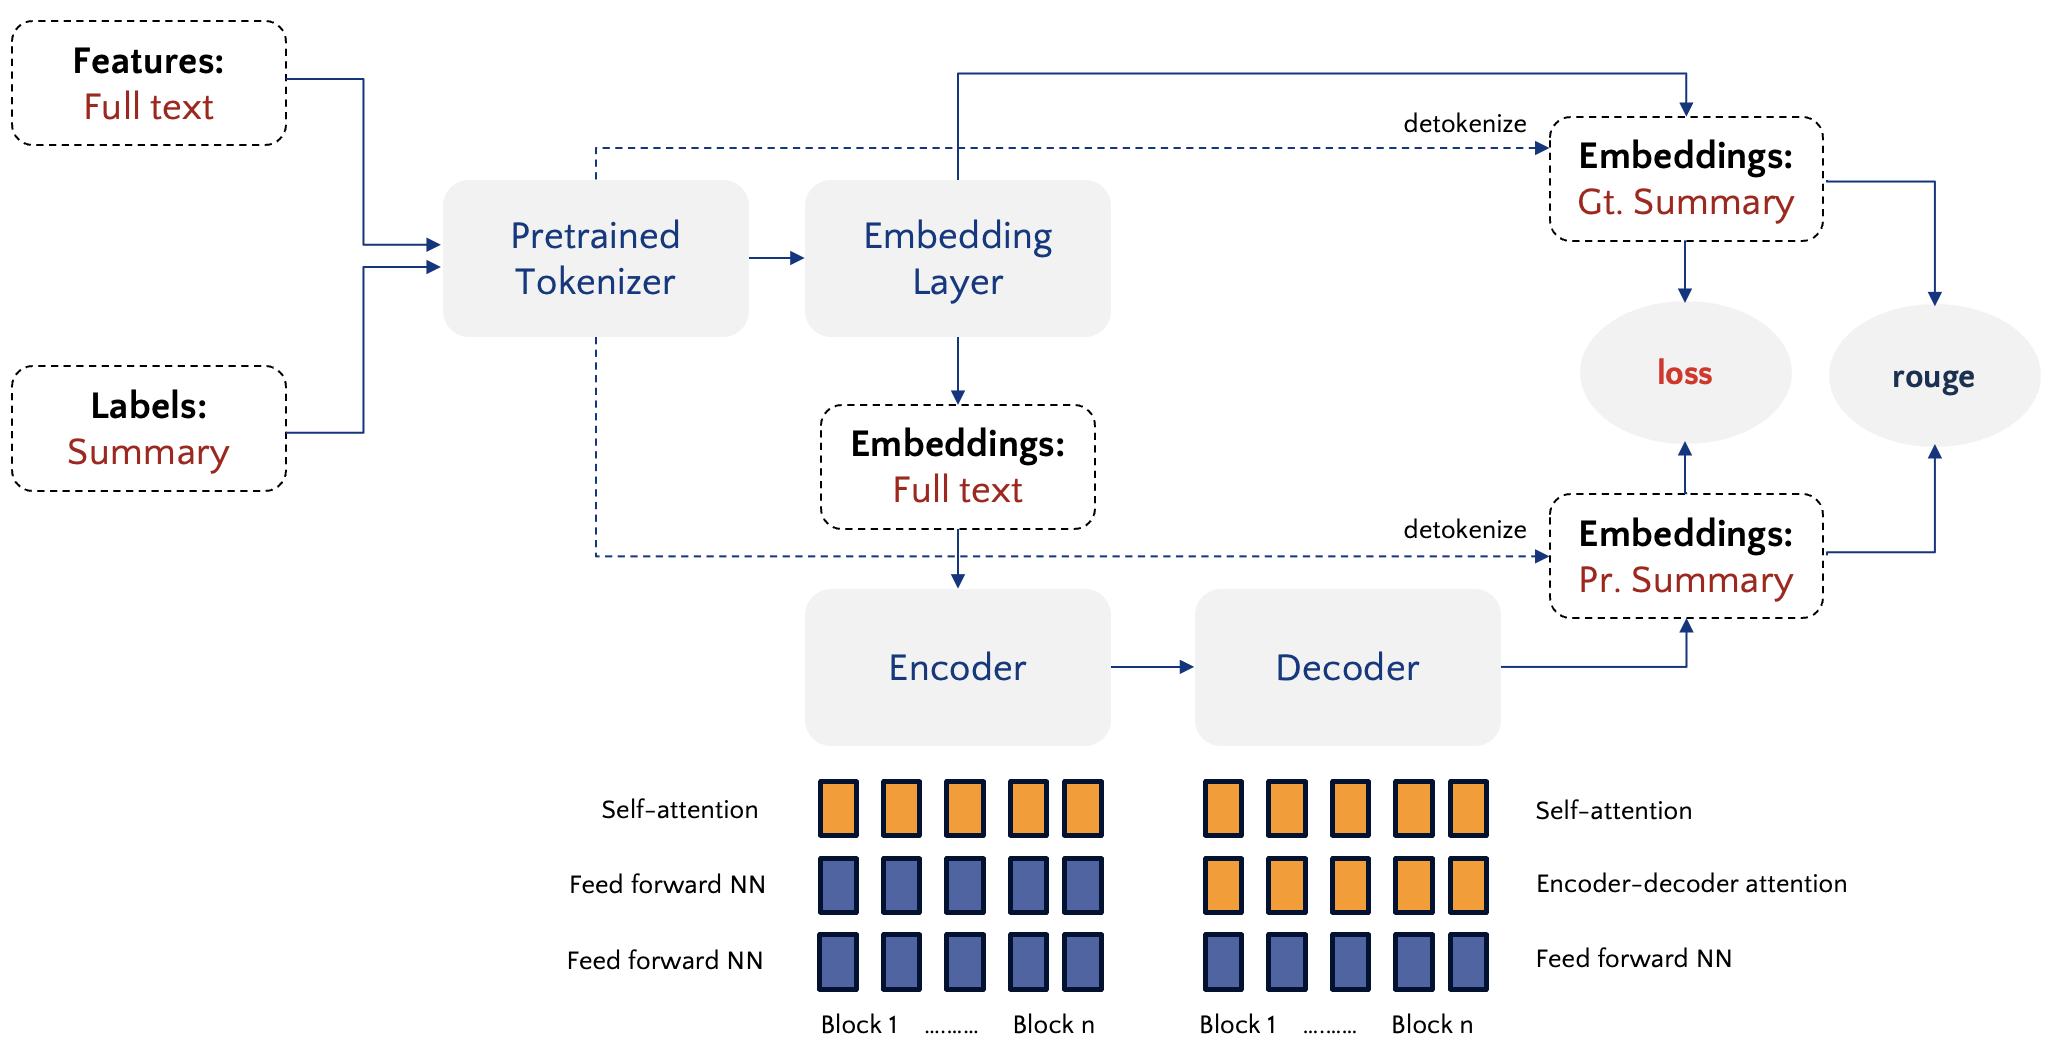 Features:
Full text
detokenize
Embeddings:
Gt. Summary
Pretrained
Tokenizer
Embedding
Layer
Labels:
Summary
loss
rouge
Embeddings:
Full text
detokenize
Embeddings:
Pr. Summary
Encoder
Decoder
Self-attention
Self-attention
Feed forward NN
Encoder-decoder attention
Feed forward NN
Feed forward NN
Block 1 .......... Block n
Block 1 .......... Block n